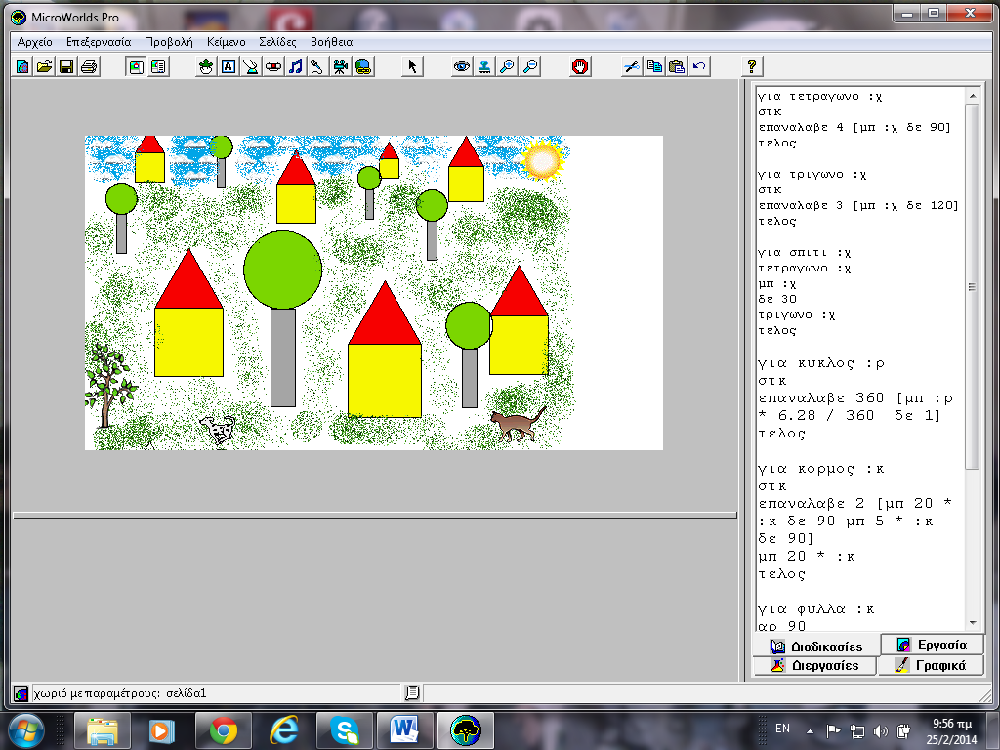 MicroWorlds Pro
Αρχείο Επεξεργασία Προβολή Κείμενο Σελίδες Βοήθεια
για τετραγωνο :χ
στκ
επαναλαβε 4 [μπ :χ δε 90]
τελος
για τριγωνο :χ
στκ
επαναλαβε 3 [μπ :χ δε 120]
τελος
για σπιτι :χ
τετραγωνο :χ
μπ :χ
δε 30
τριγωνο :χ
τελος
για κυκλος :ρ
στκ
επαναλαβε 360 [μπ :ρ
* 6.28 / 360 δε 1]
τελος
για κορμος :κ
στκ
επαναλαβε 2 [μπ 20 *
:κ δε 90 μπ 5 * :κ
δε 90]
μπ 20 * :κ
τελος
για φυλλα :κ
αρ 90
Διαδικασίες Εργασία
Διεργασίες Γραφικά
χωριό με παραμέτρους: σελίδα1
EN
9:56 πμ
25/2/2014